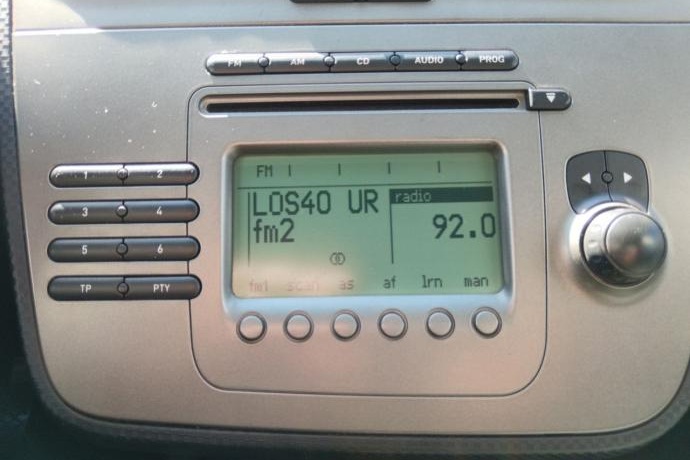 FM AM CD AUDIO PROG
1 2
3 4
5 6
TP PTY
FM
LOS40 UR
radio
fm2
92.0
fm1 scan as af lrn man